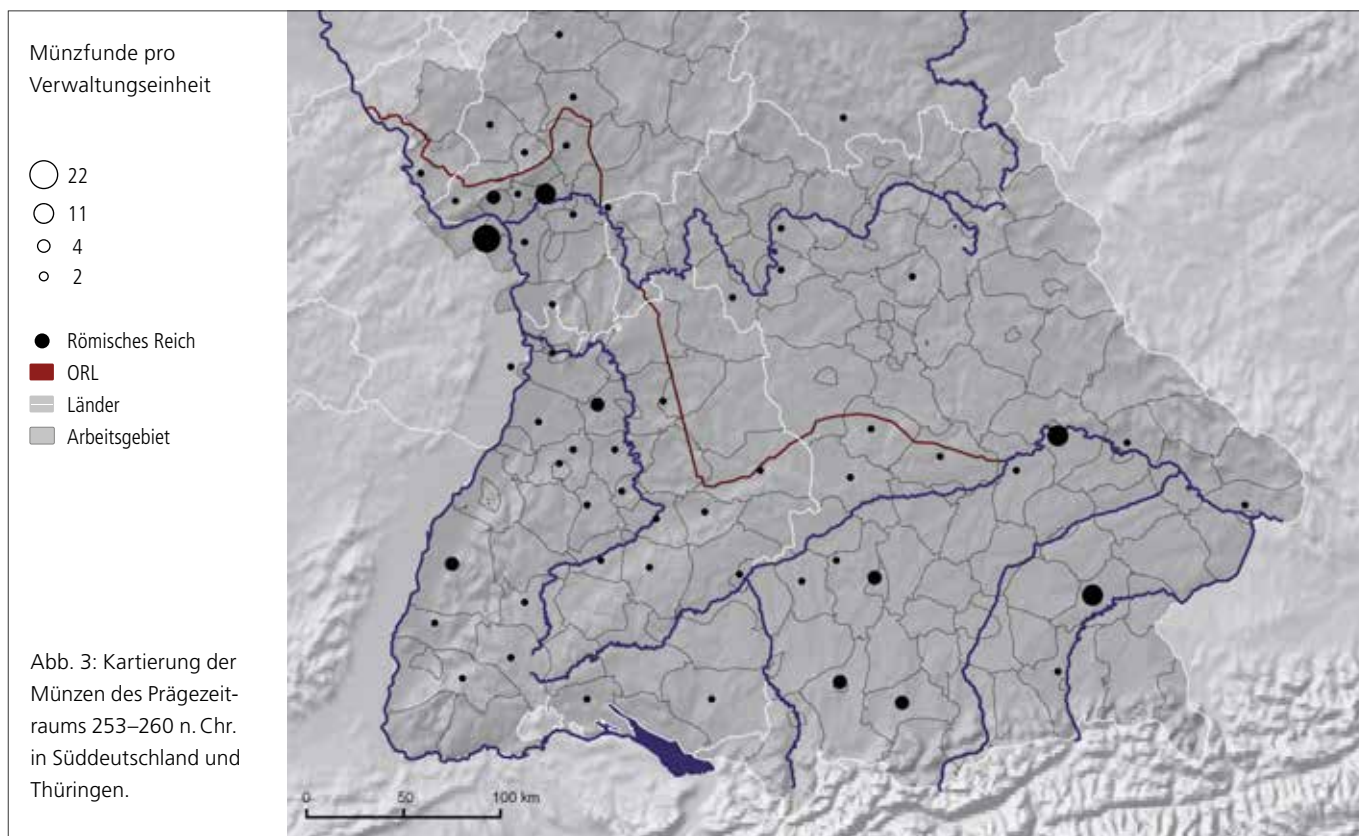 Münzfunde pro
Verwaltungseinheit
22
11
4
2
Römisches Reich
ORL
Länder
Arbeitsgebiet
Abb. 3: Kartierung der
Münzen des Prägezeit-
raums 253–260 n. Chr.
in Süddeutschland und
Thüringen.
0 50 100 km